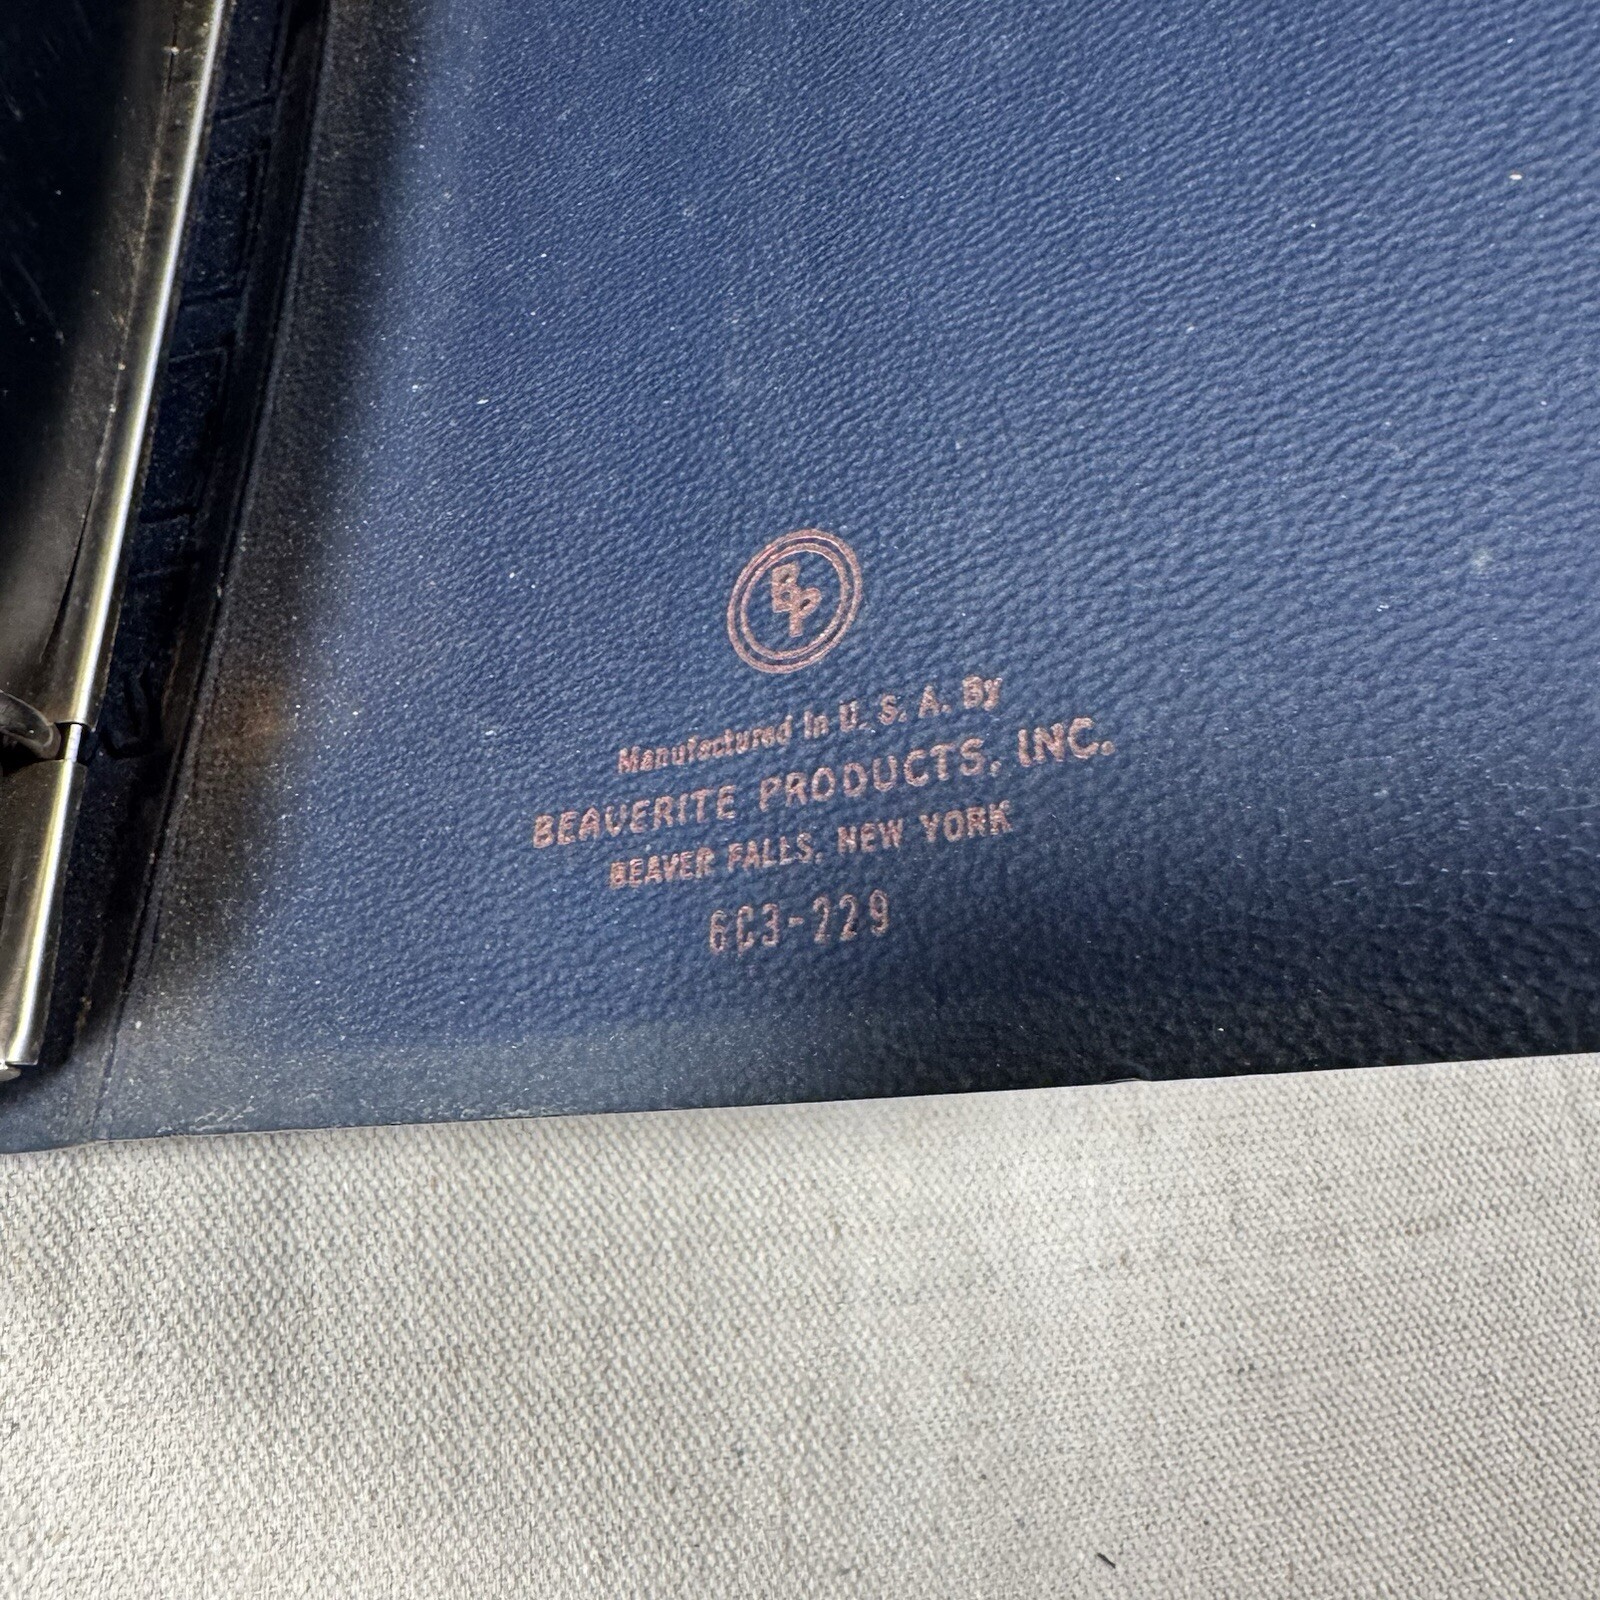 BP
Manufactured In U. S. A. By
BEAVERITE PRODUCTS, INC.
BEAVER FALLS, NEW YORK
6C3-229